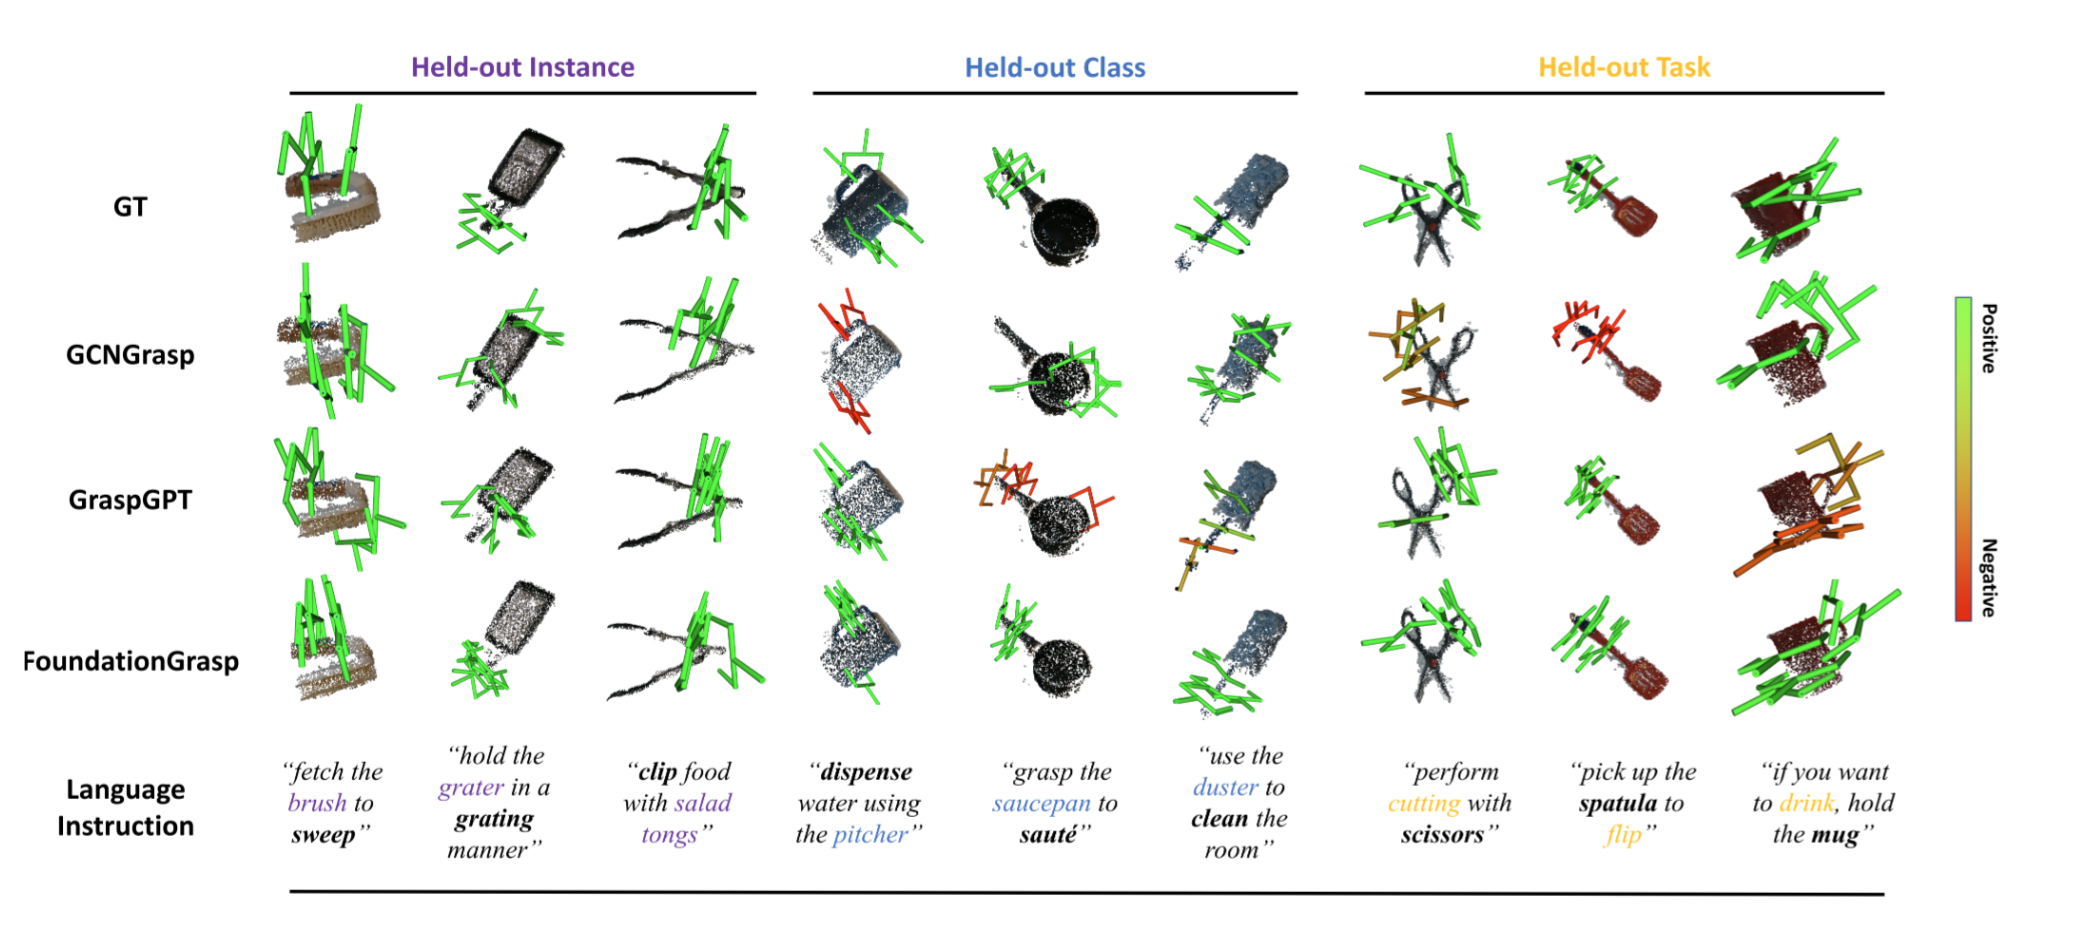 Held-out Instance
Held-out Class
Held-out Task
GT
GCNGrasp
GraspGPT
FoundationGrasp
Positive
Negative
Language
Instruction
“fetch the
brush to
sweep”
“hold the
grater in a
grating
manner”
“clip food
with salad
tongs”
“dispense
water using
the pitcher”
“grasp the
saucepan to
sauté”
“use the
duster to
clean the
room”
“perform
cutting with
scissors”
“pick up the
spatula to
flip”
“if you want
to drink, hold
the mug”